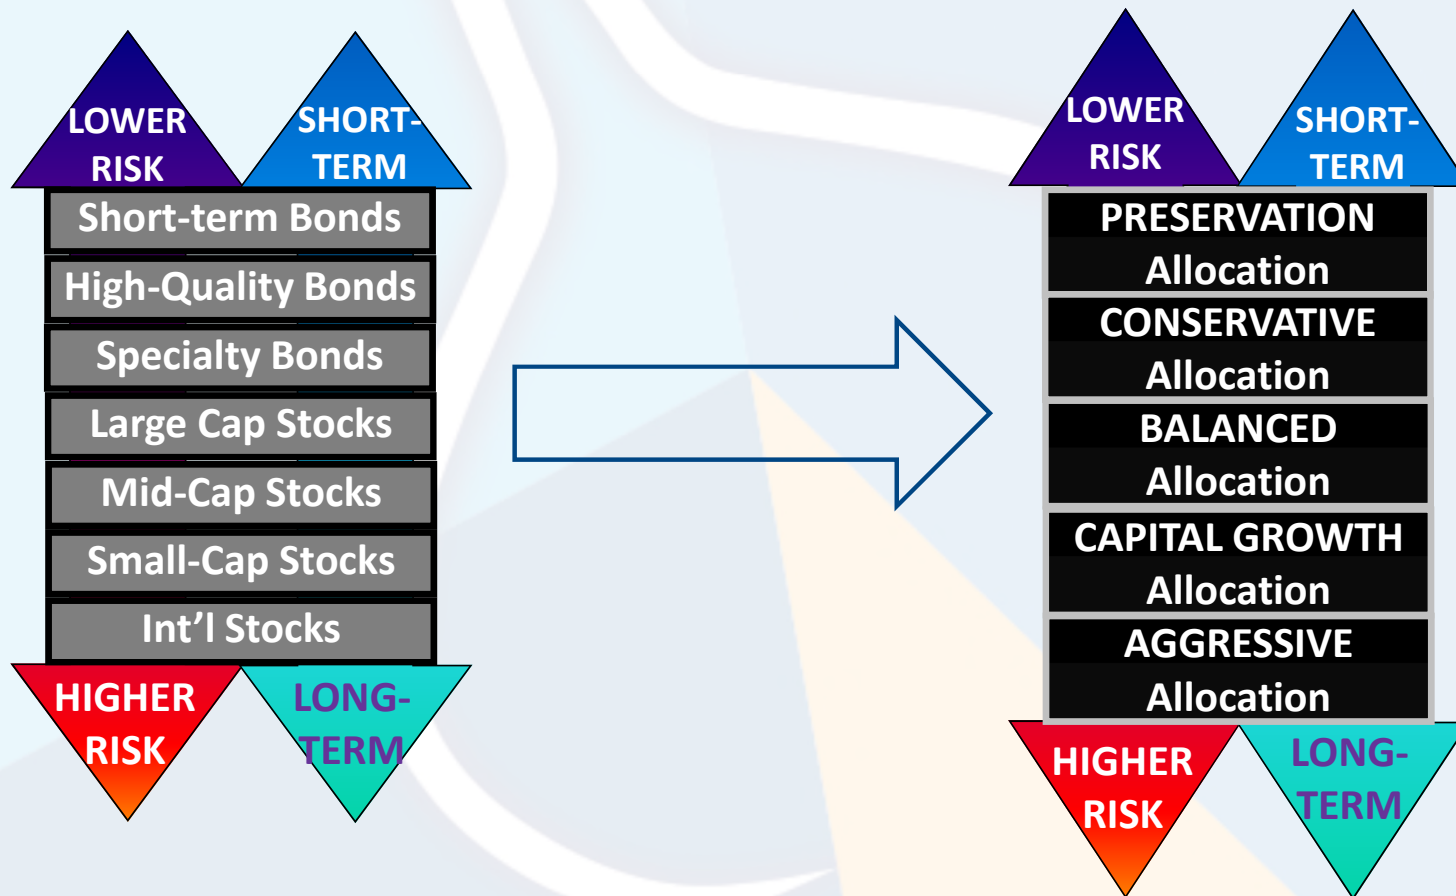 LOWER
RISK
SHORT-
TERM
Short-term Bonds
High-Quality Bonds
Specialty Bonds
Large Cap Stocks
Mid-Cap Stocks
Small-Cap Stocks
Int’l Stocks
HIGHER
RISK
LONG-
TERM
LOWER
RISK
SHORT-
TERM
PRESERVATION
Allocation
CONSERVATIVE
Allocation
BALANCED
Allocation
CAPITAL GROWTH
Allocation
AGGRESSIVE
Allocation
HIGHER
RISK
LONG-
TERM